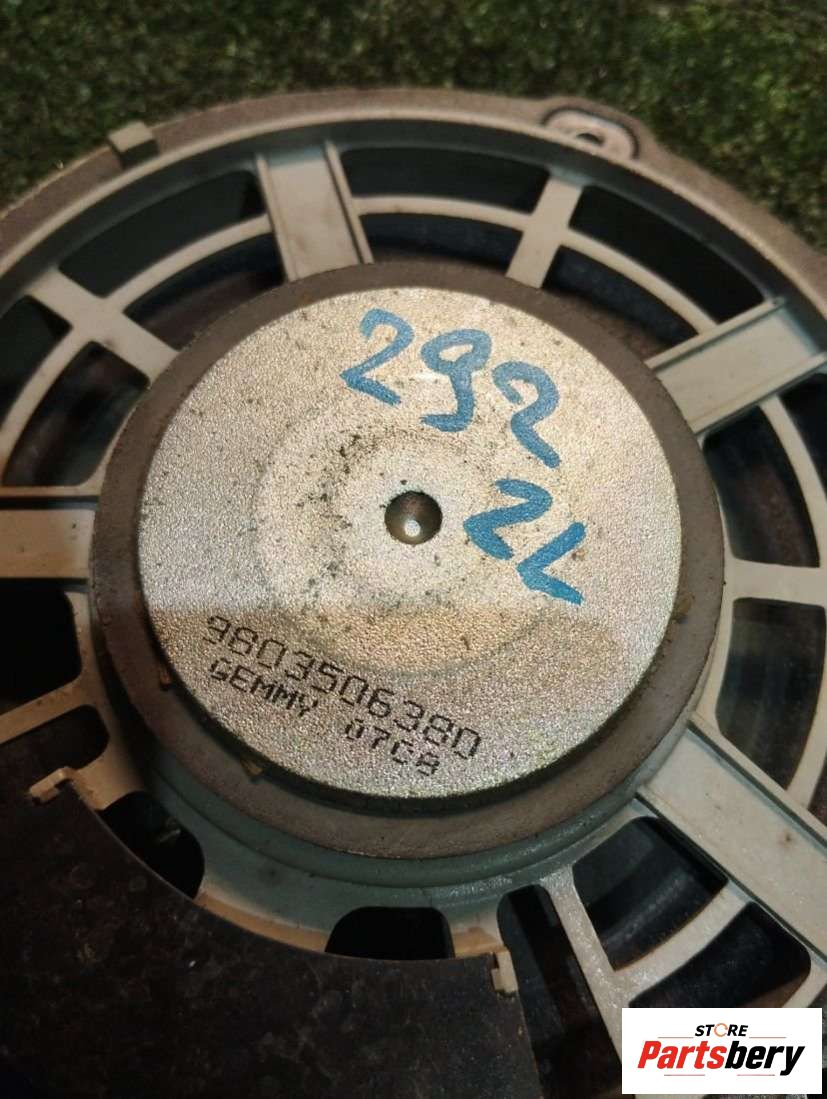 292
2L
9803506380
GEMMY 07C8
STORE
Partsbery